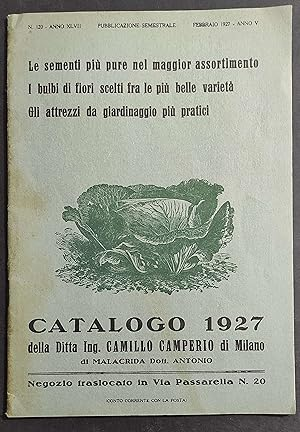 N. 129 - ANNO XLVII PUBBLICAZIONE SEMESTRALE FEBBRAIO 1927 - ANNO V
Le sementi più pure nel maggior assortimento
I bulbi di fiori scelti fra le più belle varietà
Gli attrezzi da giardinaggio più pratici
CATALOGO 1927
della Ditta Ing. CAMILLO CAMPERIO di Milano
di MALACRIDA Dott. ANTONIO
Negozio traslocato in Via Passarella N. 20
(CONTO CORRENTE CON LA POSTA)